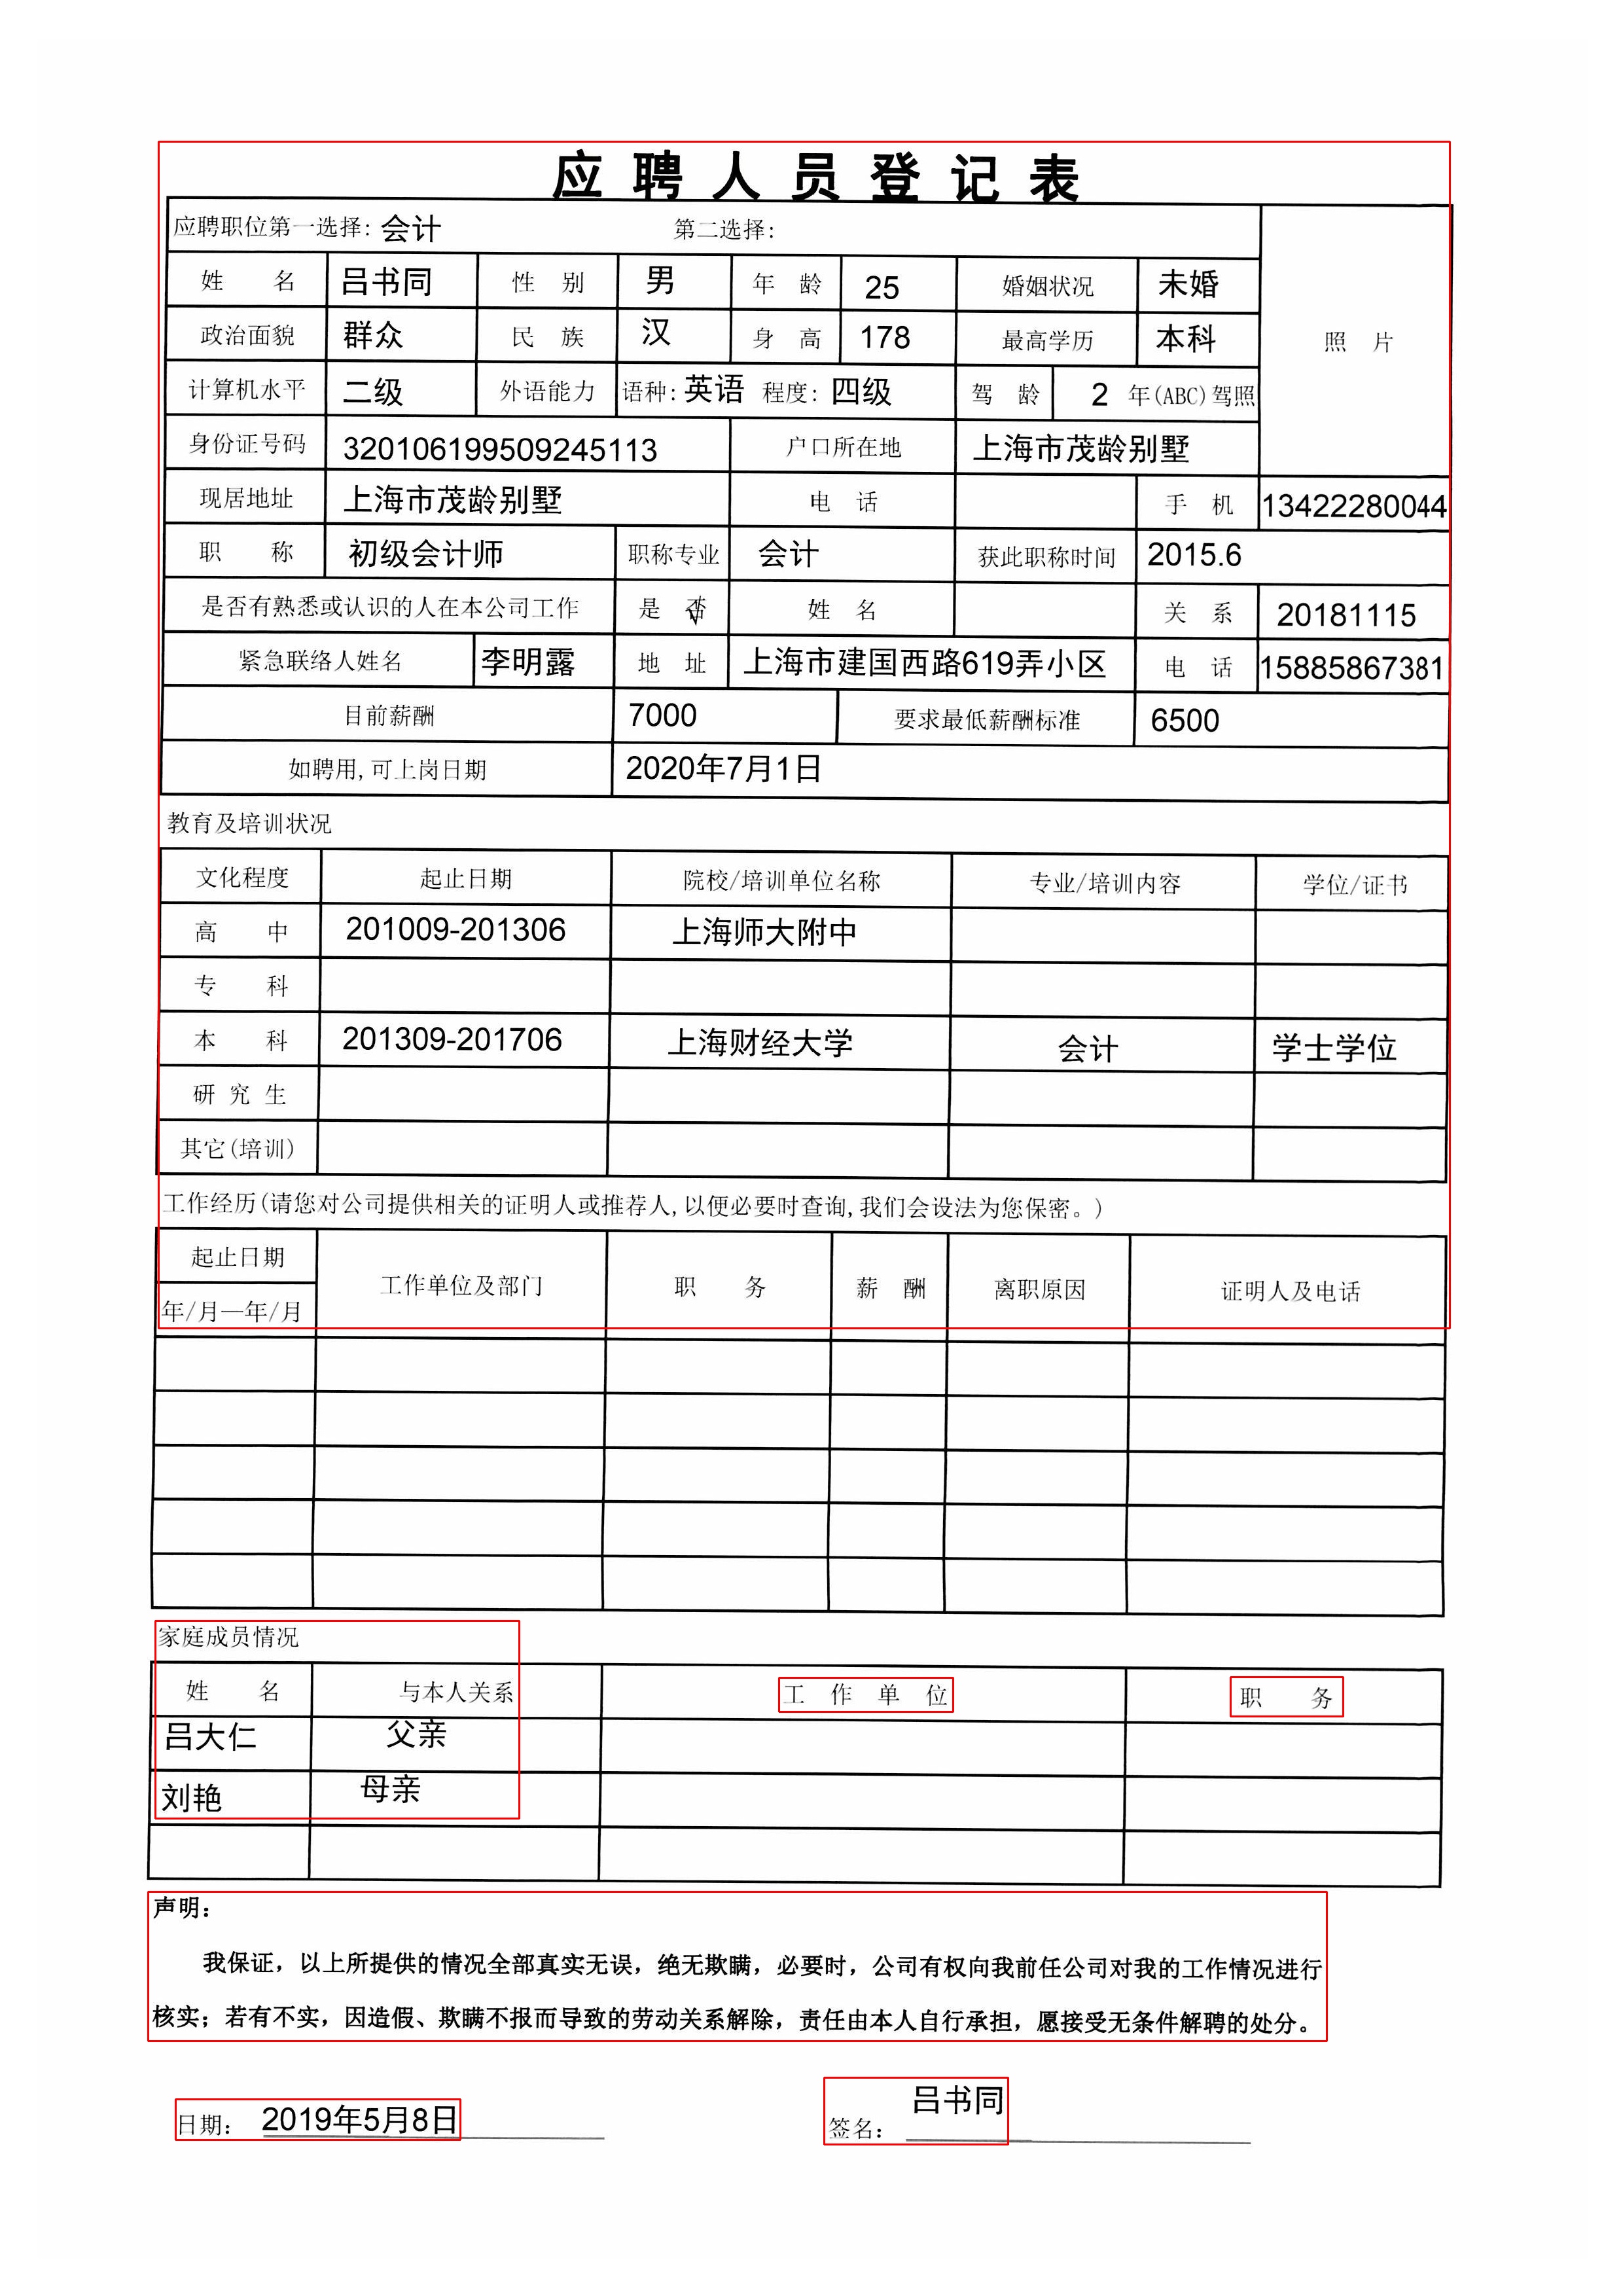 应聘人员登记表
应聘职位第一选择: 会计 第二选择:
姓 名 吕书同 性 别 男 年 龄 25 婚姻状况 未婚
政治面貌 群众 民 族 汉 身 高 178 最高学历 本科 照 片
计算机水平 二级 外语能力 语种: 英语 程度: 四级 驾 龄 2 年(ABC)驾照
身份证号码 320106199509245113 户口所在地 上海市茂龄别墅
现居地址 上海市茂龄别墅 电 话 手 机 13422280044
职 称 初级会计师 职称专业 会计 获此职称时间 2015.6
是否有熟悉或认识的人在本公司工作 是 否 √ 姓 名 关 系 20181115
紧急联络人姓名 李明露 地 址 上海市建国西路619弄小区 电 话 15885867381
目前薪酬 7000 要求最低薪酬标准 6500
如聘用,可上岗日期 2020年7月1日
教育及培训状况
文化程度 起止日期 院校/培训单位名称 专业/培训内容 学位/证书
高 中 201009-201306 上海师大附中
专 科
本 科 201309-201706 上海财经大学 会计 学士学位
研 究 生
其它(培训)
工作经历(请您对公司提供相关的证明人或推荐人,以便必要时查询,我们会设法为您保密。)
起止日期
年/月—年/月 工作单位及部门 职 务 薪 酬 离职原因 证明人及电话
家庭成员情况
姓 名 与本人关系 工 作 单 位 职 务
吕大仁 父亲
刘艳 母亲
声明:
我保证，以上所提供的情况全部真实无误，绝无欺瞒，必要时，公司有权向我前任公司对我的工作情况进行
核实；若有不实，因造假、欺瞒不报而导致的劳动关系解除，责任由本人自行承担，愿接受无条件解聘的处分。
日期: 2019年5月8日 签名: 吕书同